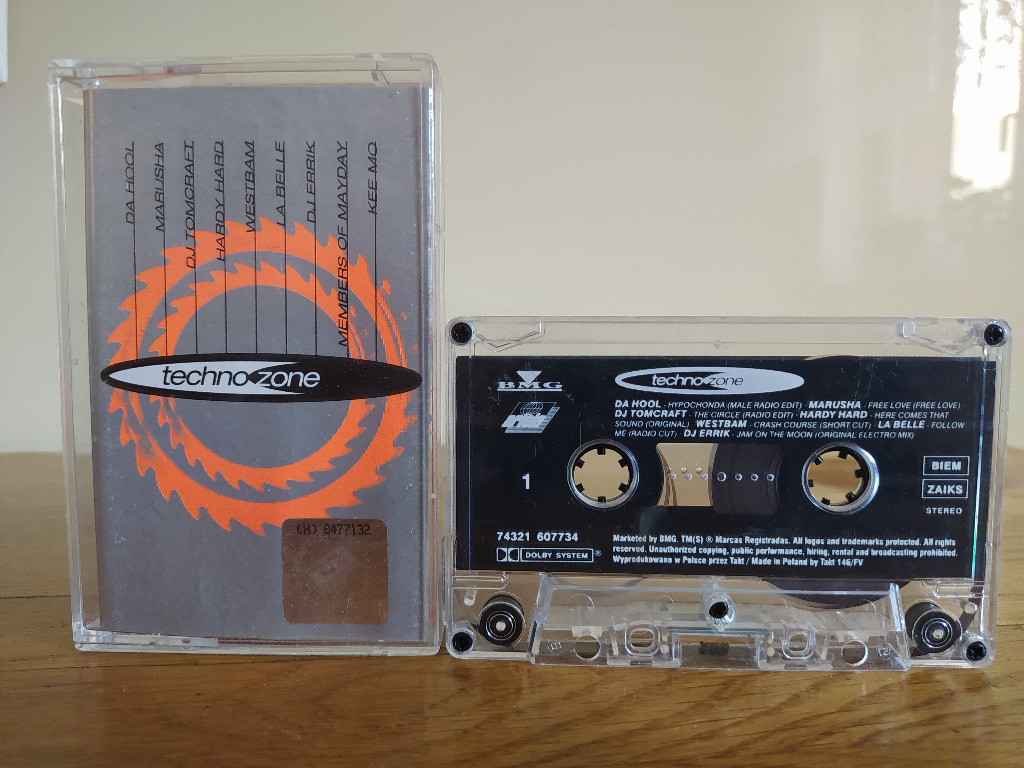 DA HOOL
MARUSHA
DJ TOMCRAFT
HARDY HARD
WESTBAM
LA BELLE
DJ ERRIK
MEMBERS OF MAYDAY
KEE MO.
techno zone
(H) 8477132
BMG
techno zone
DA HOOL - HYPOCHONDA (MALE RADIO EDIT) · MARUSHA - FREE LOVE (FREE LOVE) ·
DJ TOMCRAFT - THE CIRCLE (RADIO EDIT) · HARDY HARD - HERE COMES THAT
SOUND (ORIGINAL) · WESTBAM - CRASH COURSE (SHORT CUT) · LA BELLE - FOLLOW
ME (RADIO CUT) · DJ ERRIK - JAM ON THE MOON (ORIGINAL ELECTRO MIX)
1
BIEM
ZAIKS
STEREO
74321 607734
DOLBY SYSTEM ®
Marketed by BMG. TM(S) ® Marcas Registradas. All logos and trademarks protected. All rights
reserved. Unauthorized copying, public performance, hiring, rental and broadcasting prohibited.
Wyprodukowano w Polsce przez Takt / Made in Poland by Takt 146/FV